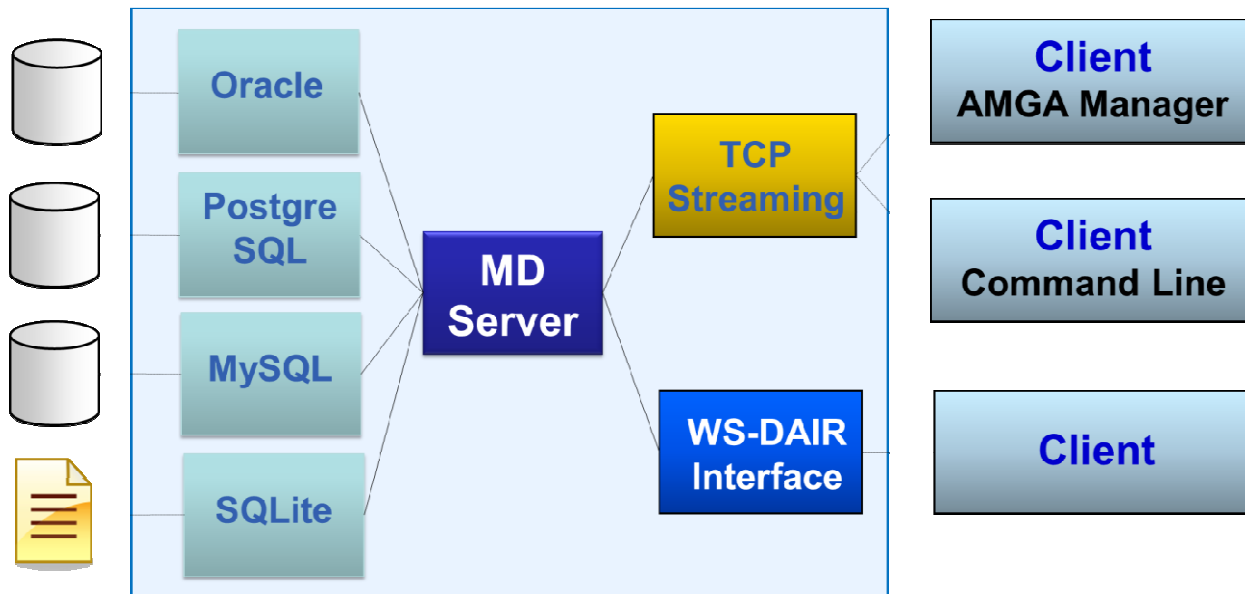 Oracle
Postgre
SQL
MySQL
SQLite
MD
Server
TCP
Streaming
WS-DAIR
Interface
Client
AMGA Manager
Client
Command Line
Client